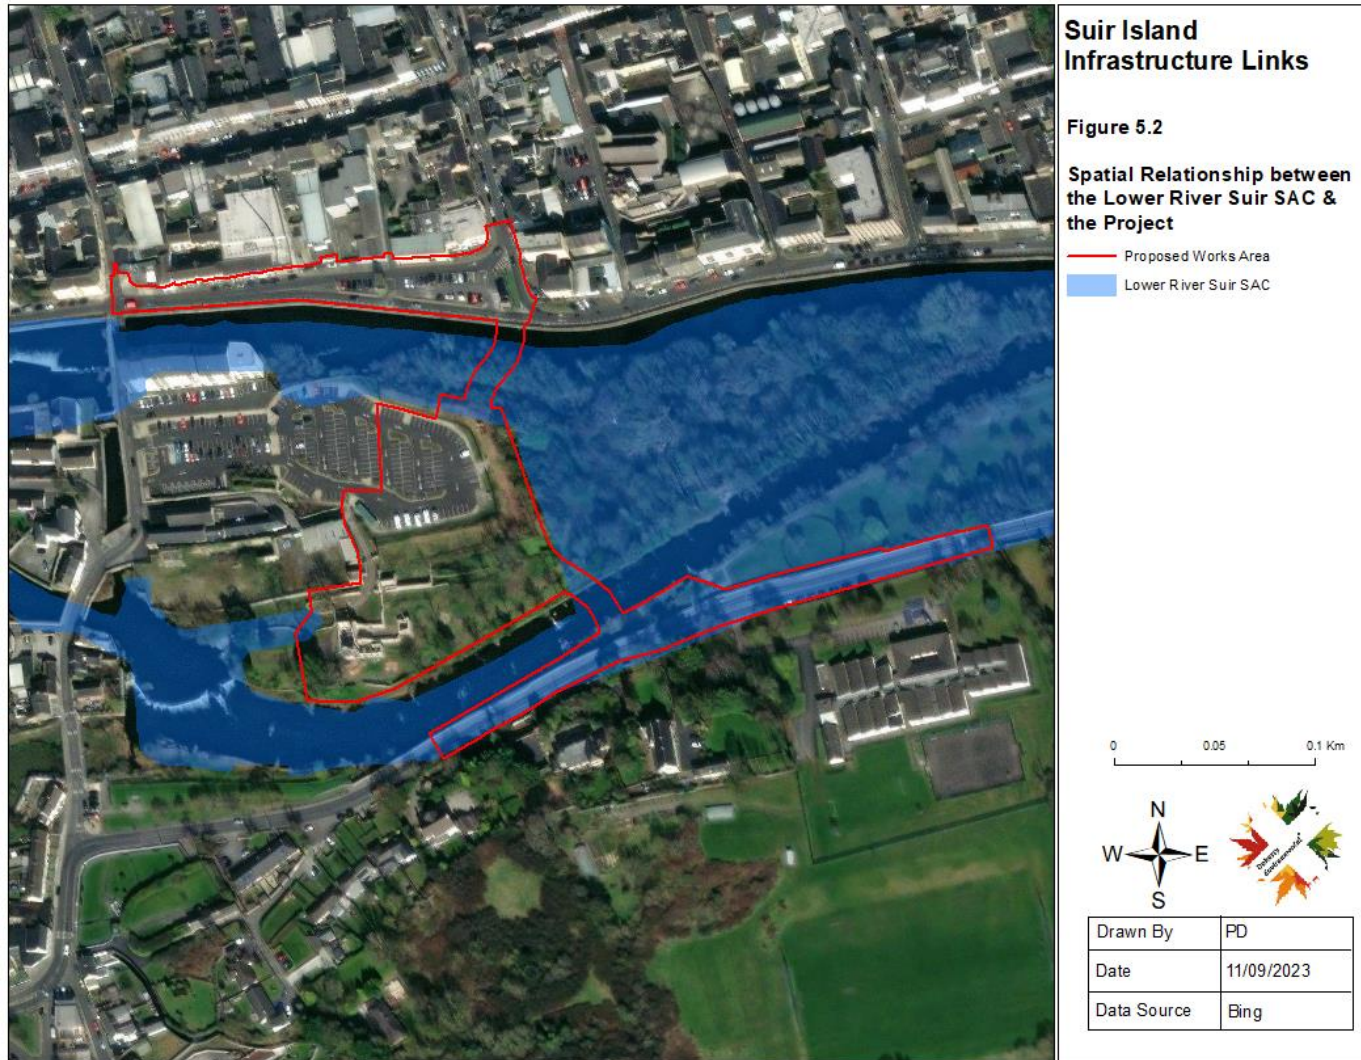 Suir Island
Infrastructure Links
Figure 5.2
Spatial Relationship between
the Lower River Suir SAC &
the Project
Proposed Works Area
Lower River Suir SAC
0 0.05 0.1 Km
N
W E
S
Doherty
Environmental
Drawn By PD
Date 11/09/2023
Data Source Bing